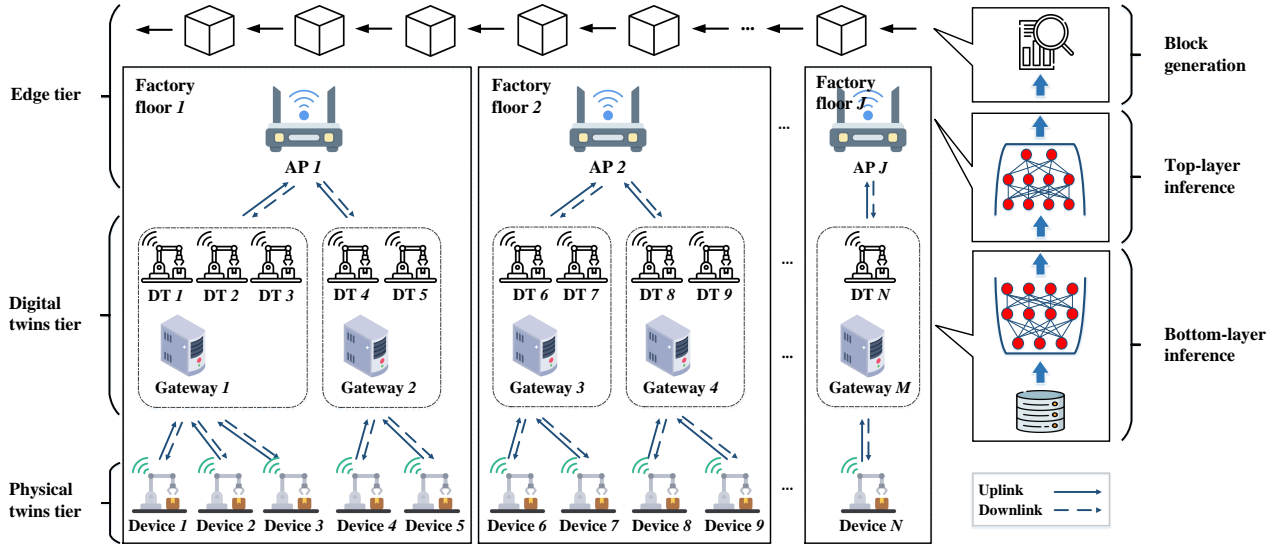 Edge tier
Digital
twins tier
Physical
twins tier
...
Factory
floor 1
AP 1
DT 1
DT 2
DT 3
DT 4
DT 5
Gateway 1
Gateway 2
Device 1
Device 2
Device 3
Device 4
Device 5
Factory
floor 2
AP 2
DT 6
DT 7
DT 8
DT 9
Gateway 3
Gateway 4
Device 6
Device 7
Device 8
Device 9
...
...
...
...
Factory
floor J
AP J
DT N
Gateway M
Device N
Block
generation
Top-layer
inference
Bottom-layer
inference
Uplink
Downlink